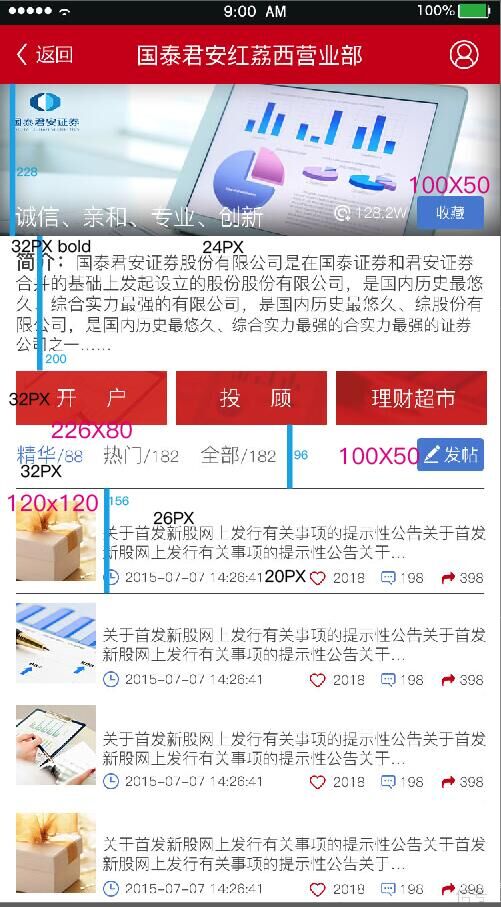 9:00 AM
100%
返回
国泰君安红荔西营业部
国泰君安证券
228
100X50
诚信、亲和、专业、创新
128.2W
收藏
32PX bold
24PX
简介：国泰君安证券股份有限公司是在国泰证券和君安证券
合并的基础上发起设立的股份股份有限公司，是国内历史最悠
久、综合实力最强的有限公司，是国内历史最悠久、综股份有
限公司，是国内历史最悠久、综合实力最强的合实力最强的证券
公司之一……
200
32PX
开 户
投 顾
理财超市
226X80
精华/88
热门/182
全部/182
96
100X50
发帖
32PX
120x120
156
26PX
关于首发新股网上发行有关事项的提示性公告关于首发
新股网上发行有关事项的提示性公告关于...
2015-07-07 14:26:41
20PX
2018
198
398
关于首发新股网上发行有关事项的提示性公告关于首发
新股网上发行有关事项的提示性公告关于...
2015-07-07 14:26:41
2018
198
398
关于首发新股网上发行有关事项的提示性公告关于首发
新股网上发行有关事项的提示性公告关于...
2015-07-07 14:26:41
2018
198
398
关于首发新股网上发行有关事项的提示性公告关于首发
新股网上发行有关事项的提示性公告关于...
2015-07-07 14:26:41
2018
198
398